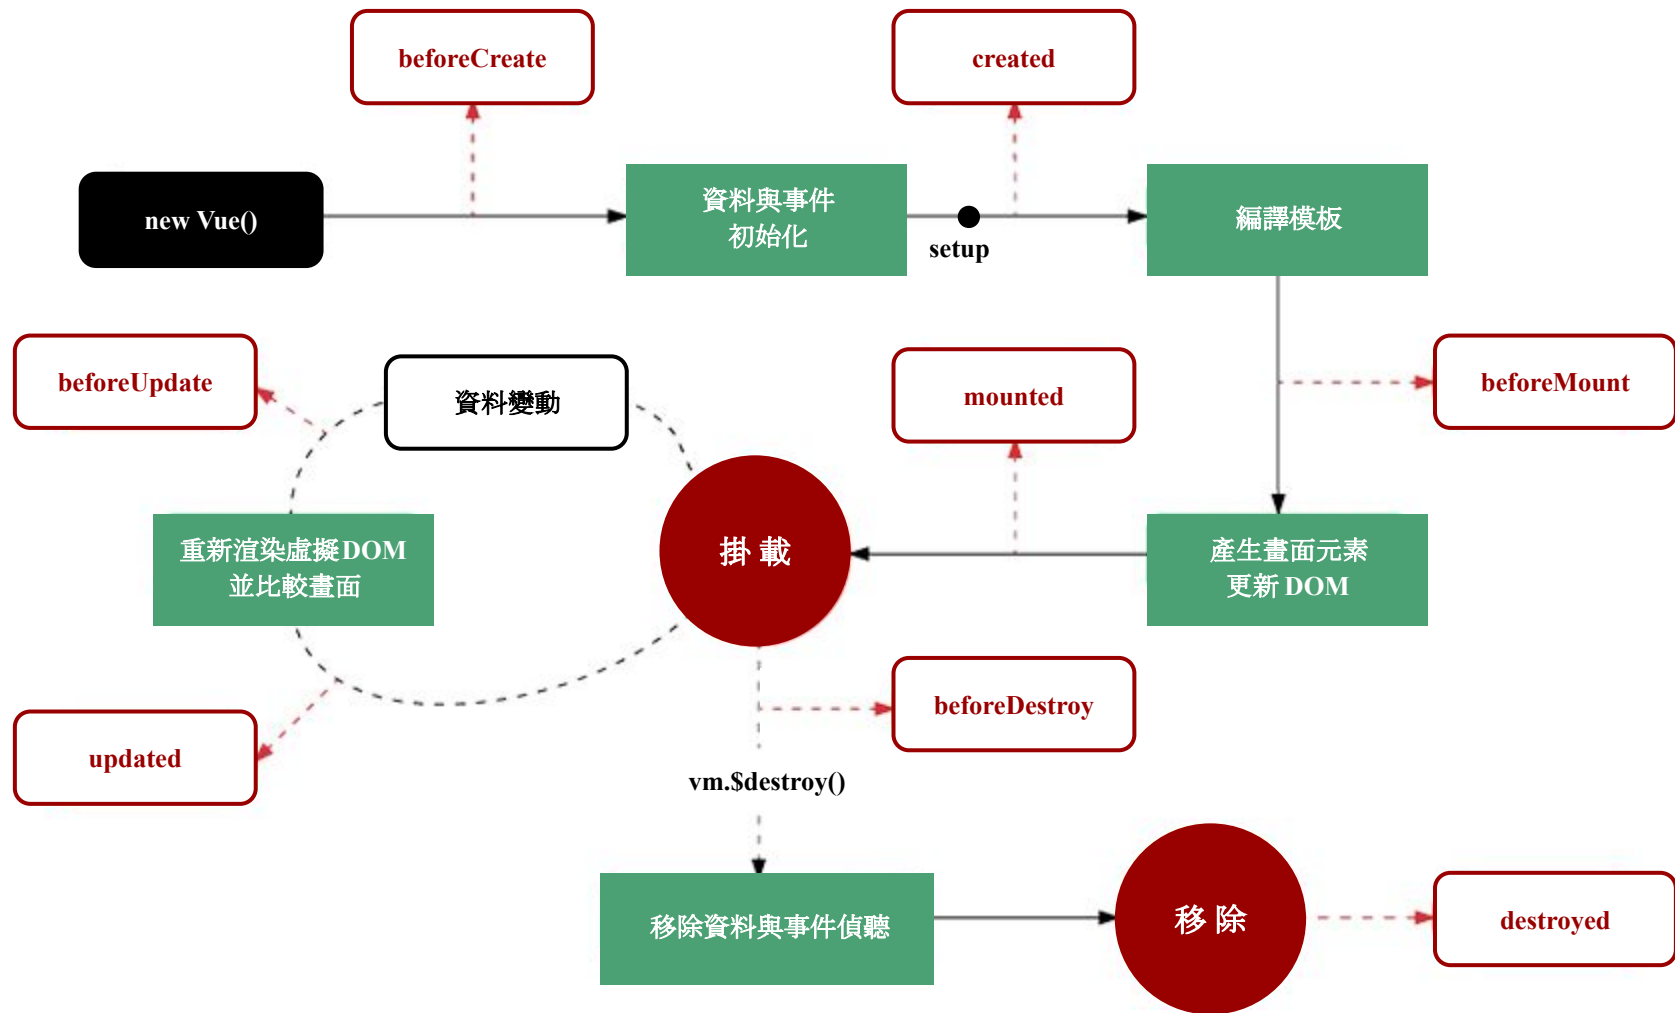 beforeCreate
created
new Vue()
資料與事件
初始化
setup
編譯模板
beforeUpdate
資料變動
mounted
beforeMount
重新渲染虛擬DOM
並比較畫面
掛 載
產生畫面元素
更新 DOM
updated
beforeDestroy
vm.$destroy()
移除資料與事件偵聽
移 除
destroyed